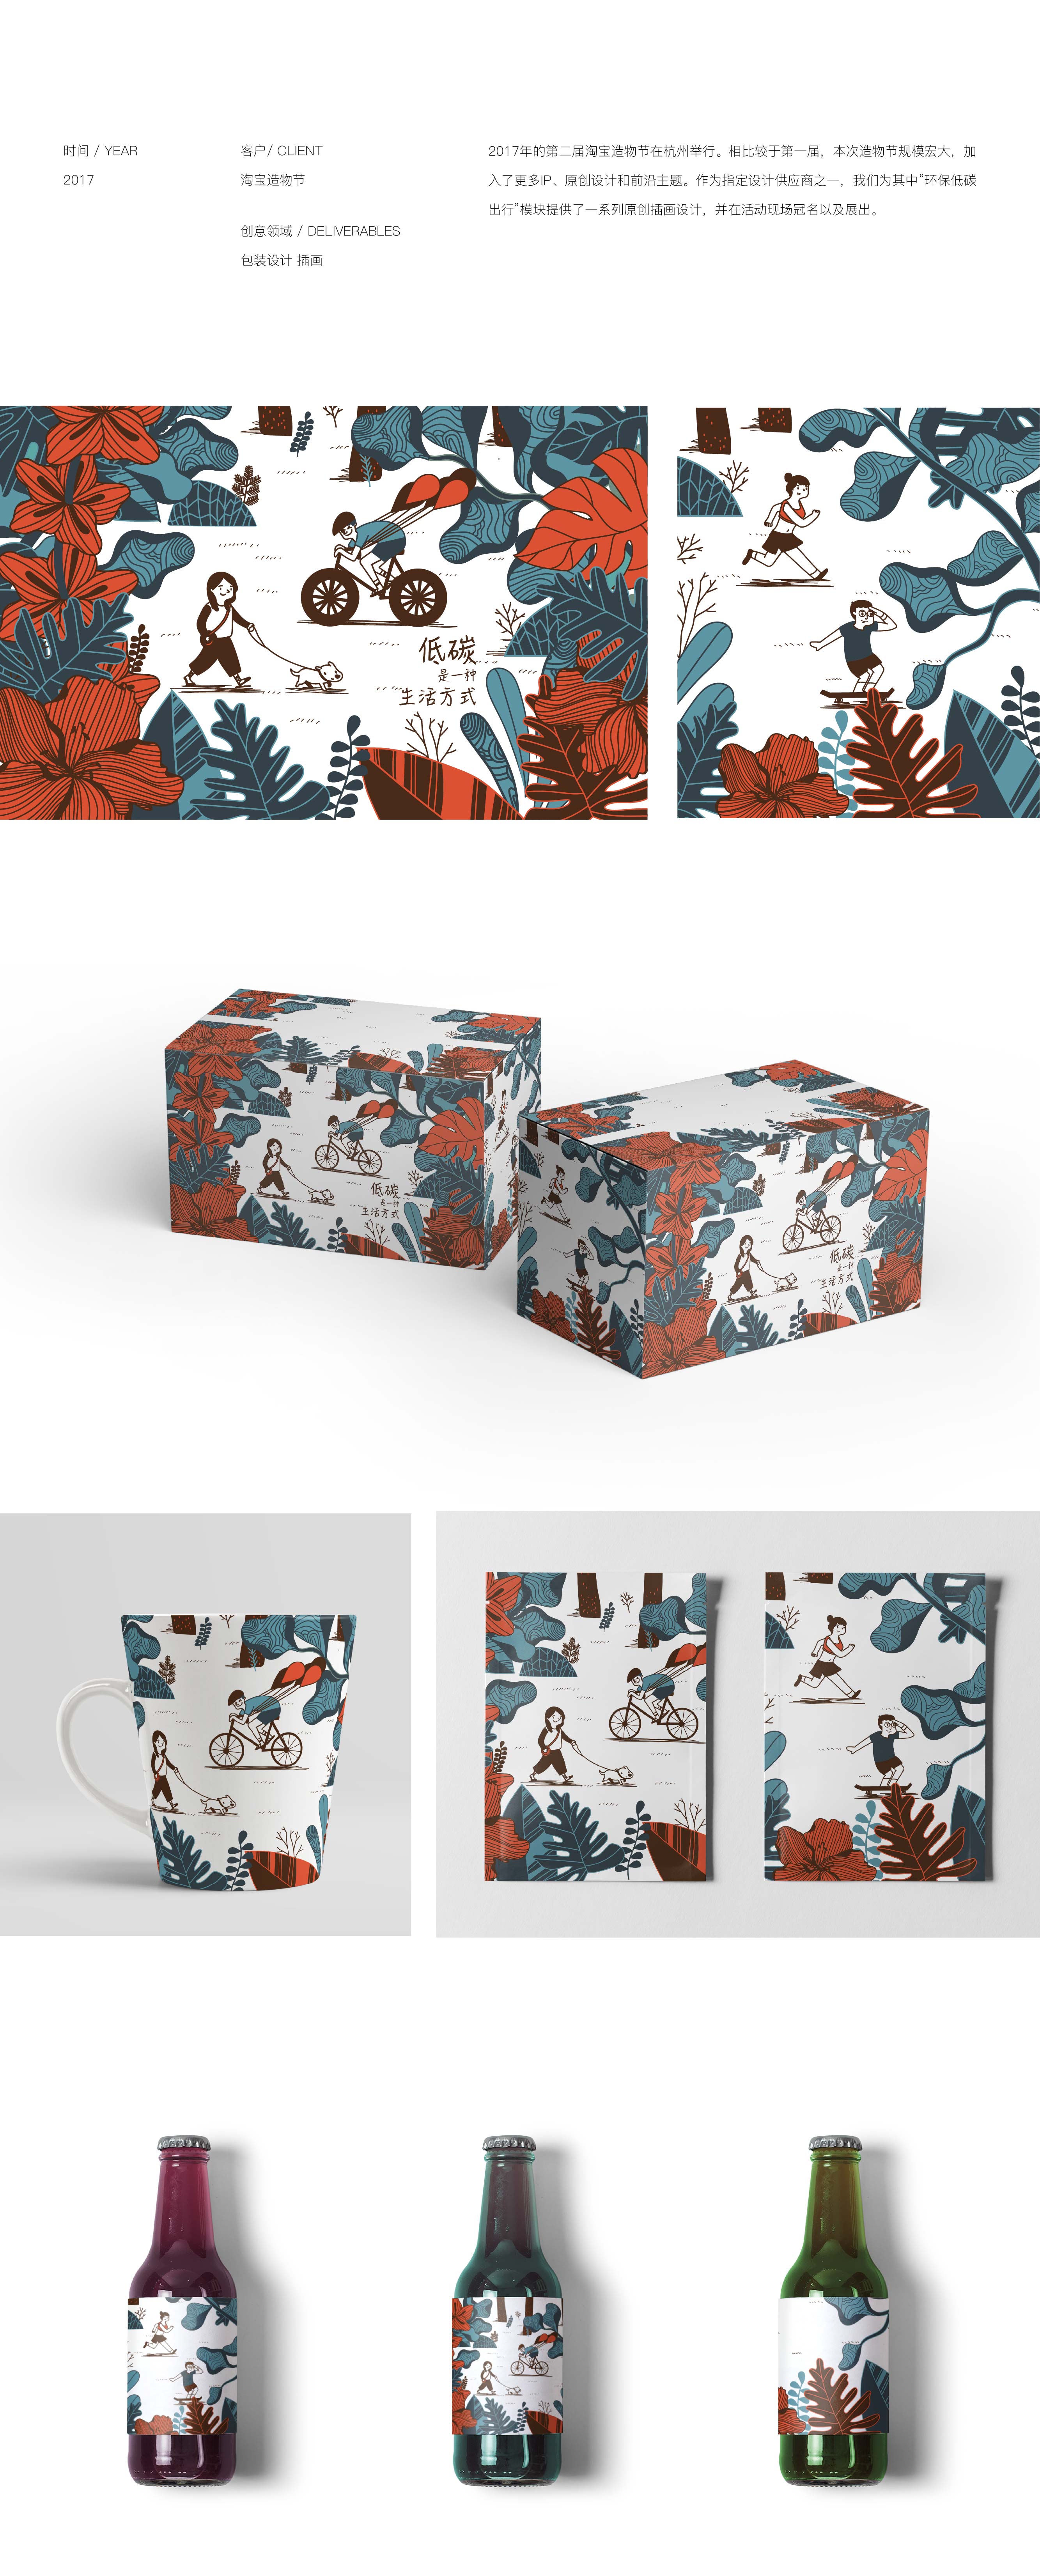 时间 / YEAR
2017
客户/ CLIENT
淘宝造物节
创意领域 / DELIVERABLES
包装设计 插画
2017年的第二届淘宝造物节在杭州举行。相比较于第一届，本次造物节规模宏大，加
入了更多IP、原创设计和前沿主题。作为指定设计供应商之一，我们为其中“环保低碳
出行”模块提供了一系列原创插画设计，并在活动现场冠名以及展出。
低碳
是一种
生活方式
低碳
是一种
生活方式
低碳
是一种
生活方式